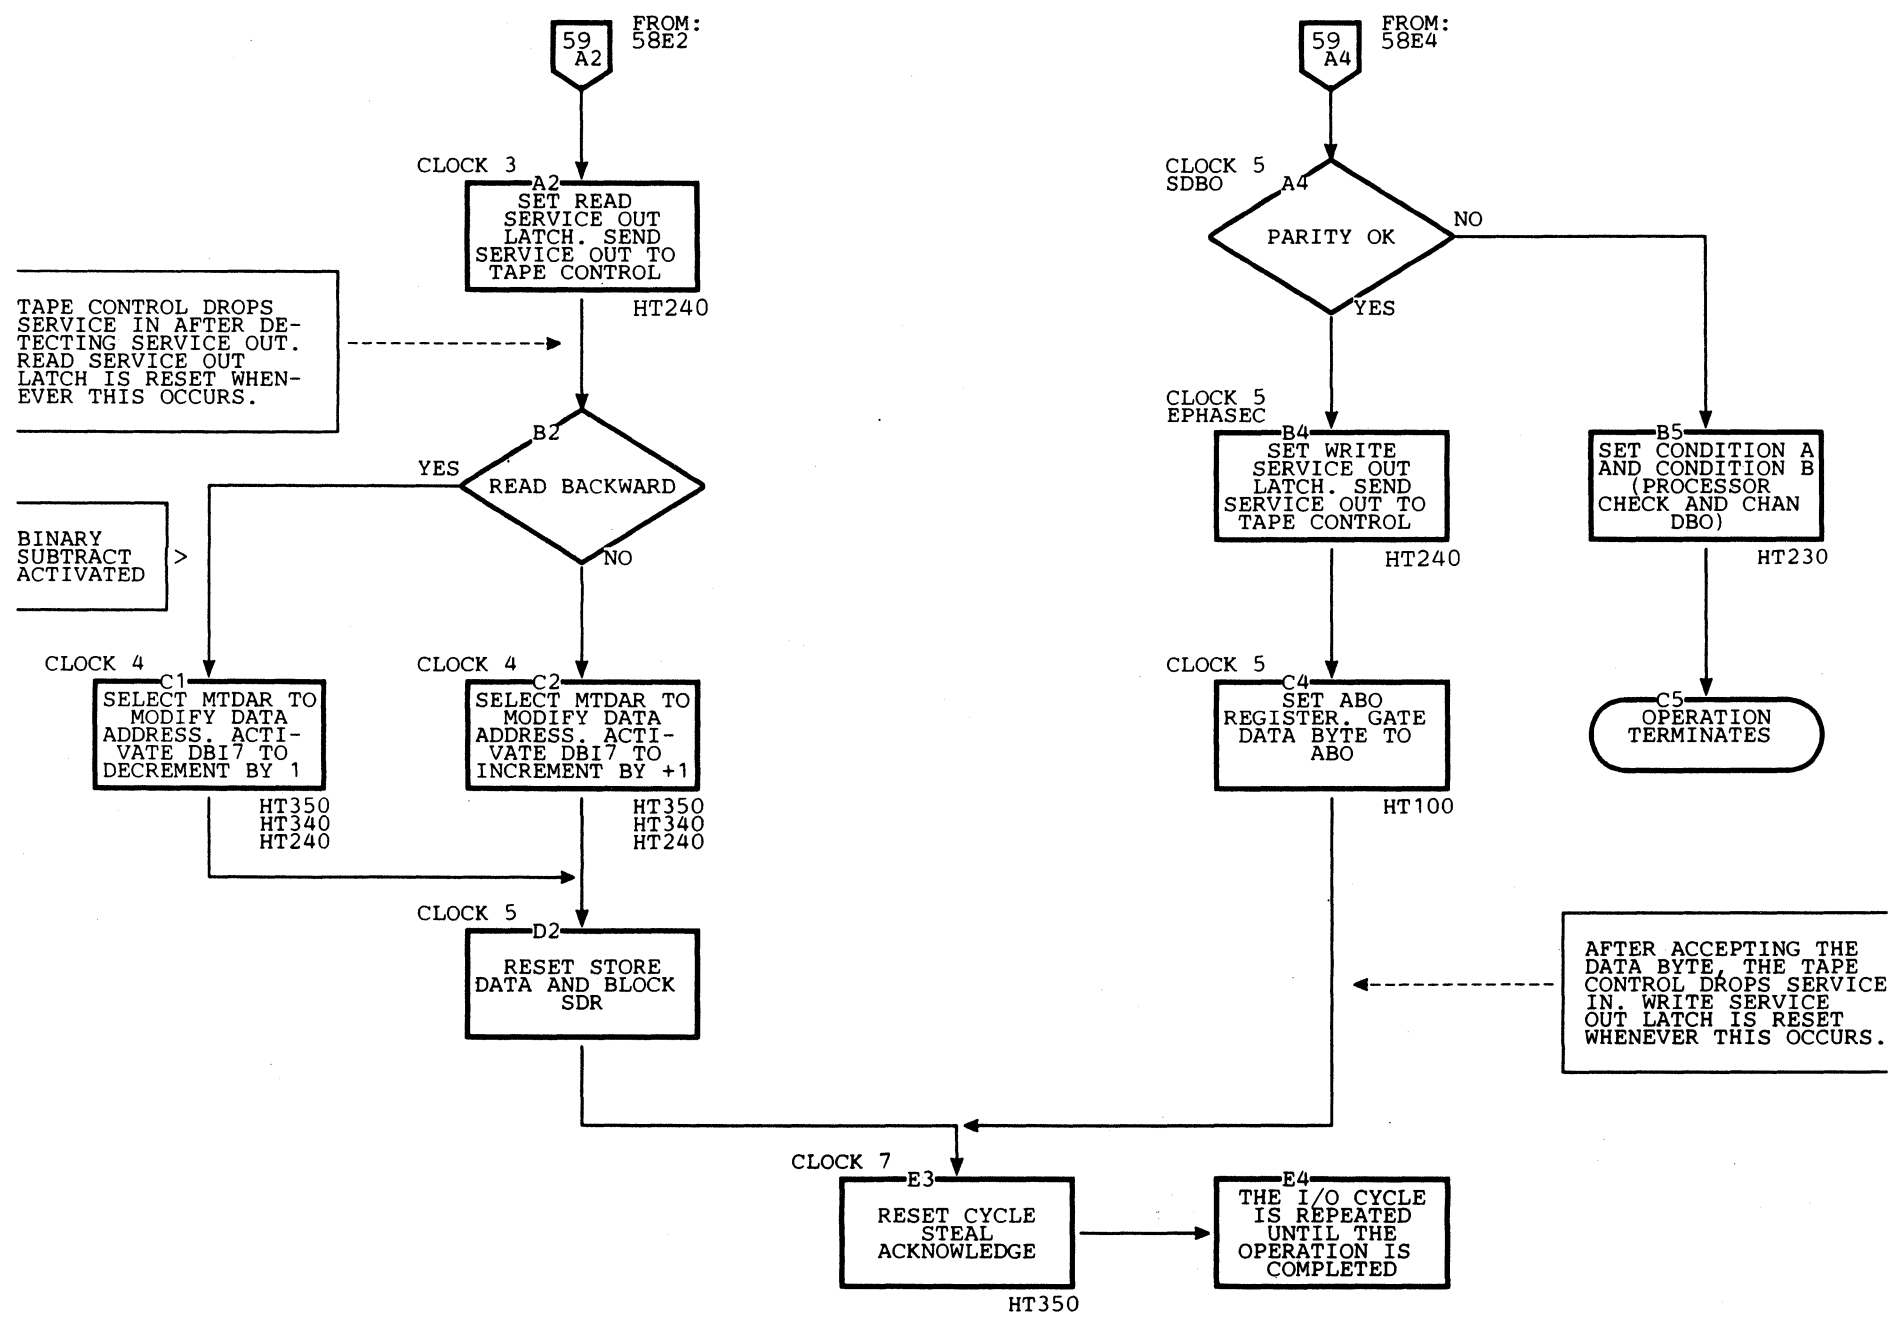 59
A2
FROM:
58E2
CLOCK 3
A2
SET READ
SERVICE OUT
LATCH. SEND
SERVICE OUT TO
TAPE CONTROL
HT240
TAPE CONTROL DROPS
SERVICE IN AFTER DE-
TECTING SERVICE OUT.
READ SERVICE OUT
LATCH IS RESET WHEN-
EVER THIS OCCURS.
B2
READ BACKWARD
YES
NO
BINARY
SUBTRACT
ACTIVATED
>
CLOCK 4
C1
SELECT MTDAR TO
MODIFY DATA
ADDRESS. ACTI-
VATE DBI7 TO
DECREMENT BY 1
HT350
HT340
HT240
CLOCK 4
C2
SELECT MTDAR TO
MODIFY DATA
ADDRESS. ACTI-
VATE DBI7 TO
INCREMENT BY +1
HT350
HT340
HT240
CLOCK 5
D2
RESET STORE
DATA AND BLOCK
SDR
59
A4
FROM:
58E4
CLOCK 5
SDBO
A4
PARITY OK
NO
YES
CLOCK 5
EPHASEC
B4
SET WRITE
SERVICE OUT
LATCH. SEND
SERVICE OUT TO
TAPE CONTROL
HT240
B5
SET CONDITION A
AND CONDITION B
(PROCESSOR
CHECK AND CHAN
DBO)
HT230
CLOCK 5
C4
SET ABO
REGISTER. GATE
DATA BYTE TO
ABO
HT100
C5
OPERATION
TERMINATES
AFTER ACCEPTING THE
DATA BYTE, THE TAPE
CONTROL DROPS SERVICE
IN. WRITE SERVICE
OUT LATCH IS RESET
WHENEVER THIS OCCURS.
CLOCK 7
E3
RESET CYCLE
STEAL
ACKNOWLEDGE
HT350
E4
THE I/O CYCLE
IS REPEATED
UNTIL THE
OPERATION IS
COMPLETED